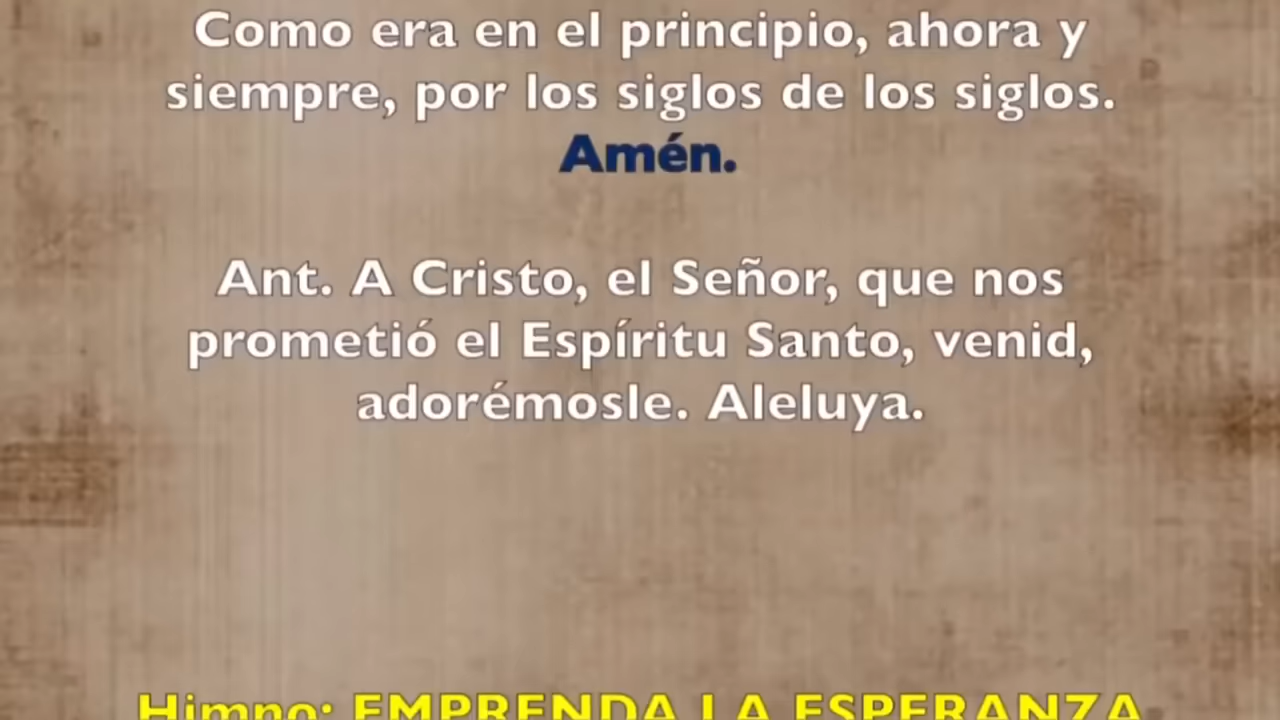 Como era en el principio, ahora y
siempre, por los siglos de los siglos.
Amén.
Ant. A Cristo, el Señor, que nos
prometió el Espíritu Santo, venid,
adorémosle. Aleluya.
Himno: EMPRENDA LA ESPERANZA